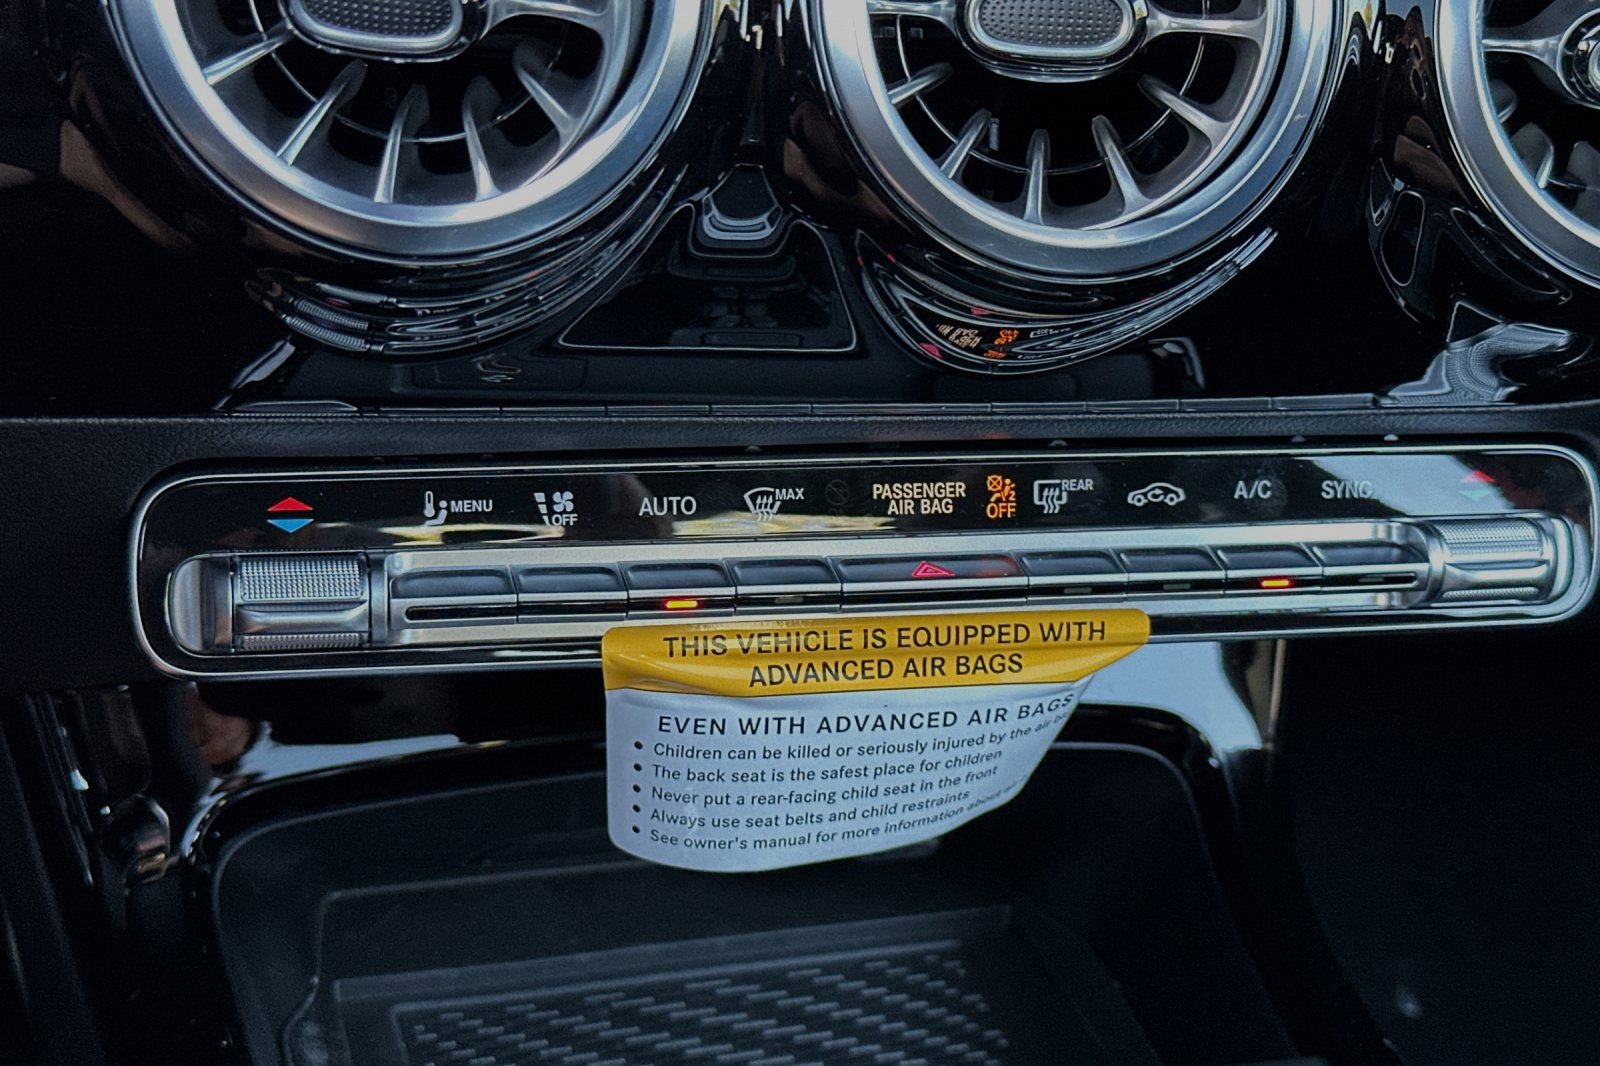 MENU OFF AUTO MAX PASSENGER AIR BAG 2 OFF REAR A/C SYNC
THIS VEHICLE IS EQUIPPED WITH
ADVANCED AIR BAGS
EVEN WITH ADVANCED AIR BAGS
Children can be killed or seriously injured by the air
The back seat is the safest place for children
Never put a rear-facing child seat in the front
Always use seat belts and child restraints
See owner's manual for more information about